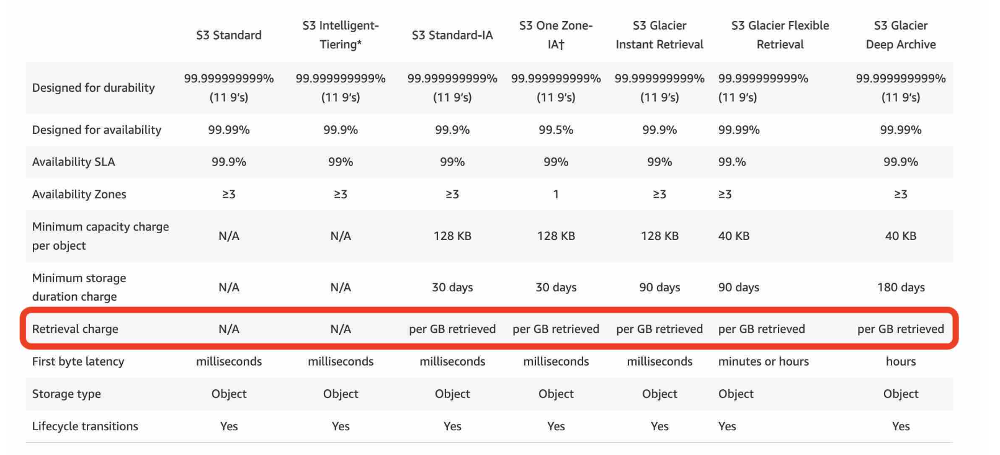 S3 Standard S3 Intelligent-Tiering* S3 Standard-IA S3 One Zone-IA† S3 Glacier Instant Retrieval S3 Glacier Flexible Retrieval S3 Glacier Deep Archive
Designed for durability 99.999999999% (11 9’s) 99.999999999% (11 9’s) 99.999999999% (11 9’s) 99.999999999% (11 9’s) 99.999999999% (11 9’s) 99.999999999% (11 9’s) 99.999999999% (11 9’s)
Designed for availability 99.99% 99.9% 99.9% 99.5% 99.9% 99.99% 99.99%
Availability SLA 99.9% 99% 99% 99% 99% 99.% 99.9%
Availability Zones ≥3 ≥3 ≥3 1 ≥3 ≥3 ≥3
Minimum capacity charge per object N/A N/A 128 KB 128 KB 128 KB 40 KB 40 KB
Minimum storage duration charge N/A N/A 30 days 30 days 90 days 90 days 180 days
Retrieval charge N/A N/A per GB retrieved per GB retrieved per GB retrieved per GB retrieved per GB retrieved
First byte latency milliseconds milliseconds milliseconds milliseconds milliseconds minutes or hours hours
Storage type Object Object Object Object Object Object Object
Lifecycle transitions Yes Yes Yes Yes Yes Yes Yes